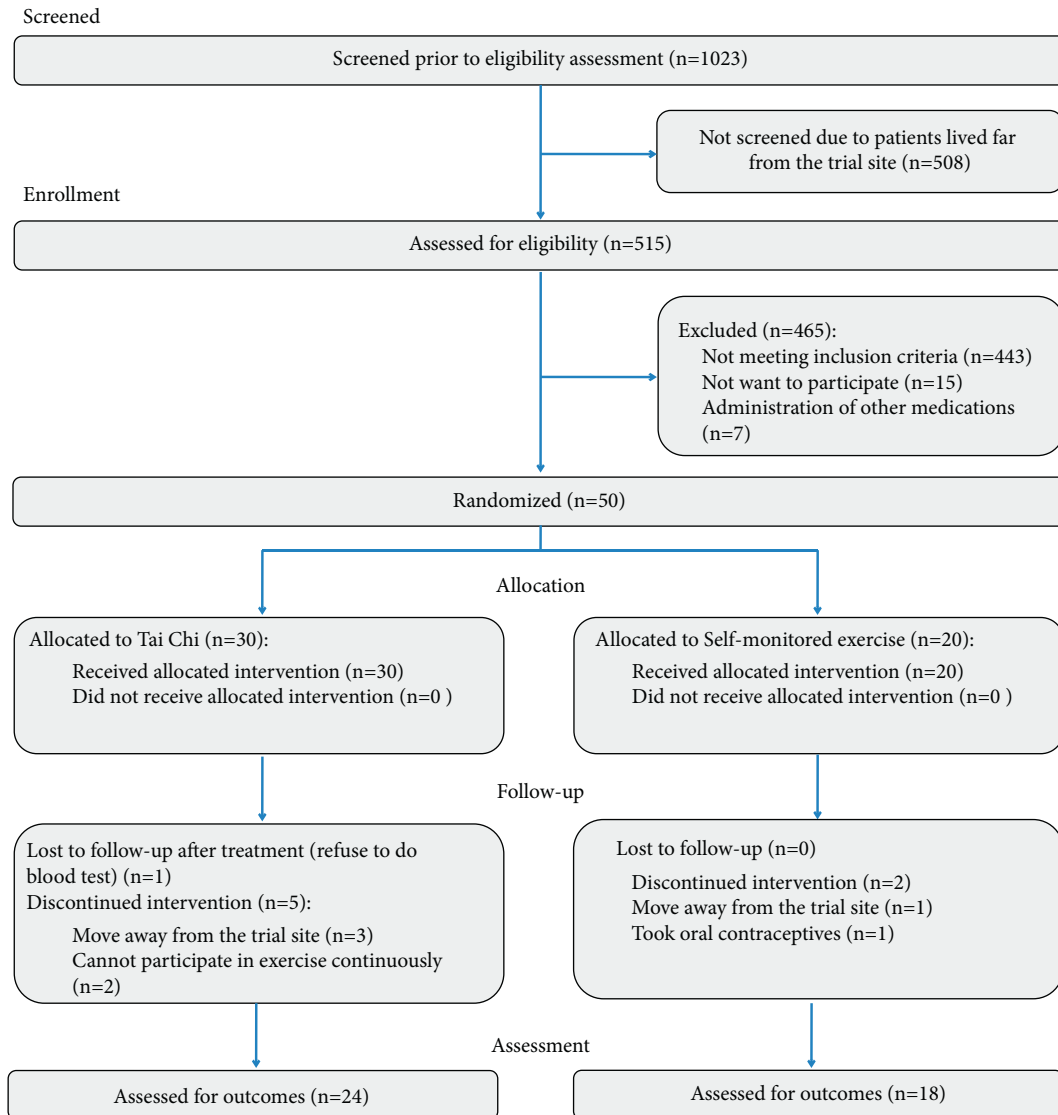 Screened
Screened prior to eligibility assessment (n=1023)
Not screened due to patients lived far
from the trial site (n=508)
Enrollment
Assessed for eligibility (n=515)
Excluded (n=465):
Not meeting inclusion criteria (n=443)
Not want to participate (n=15)
Administration of other medications
(n=7)
Randomized (n=50)
Allocation
Allocated to Tai Chi (n=30):
Received allocated intervention (n=30)
Did not receive allocated intervention (n=0 )
Allocated to Self-monitored exercise (n=20):
Received allocated intervention (n=20)
Did not receive allocated intervention (n=0 )
Follow-up
Lost to follow-up after treatment (refuse to do
blood test) (n=1)
Discontinued intervention (n=5):
Move away from the trial site (n=3)
Cannot participate in exercise continuously
(n=2)
Lost to follow-up (n=0)
Discontinued intervention (n=2)
Move away from the trial site (n=1)
Took oral contraceptives (n=1)
Assessment
Assessed for outcomes (n=24)
Assessed for outcomes (n=18)